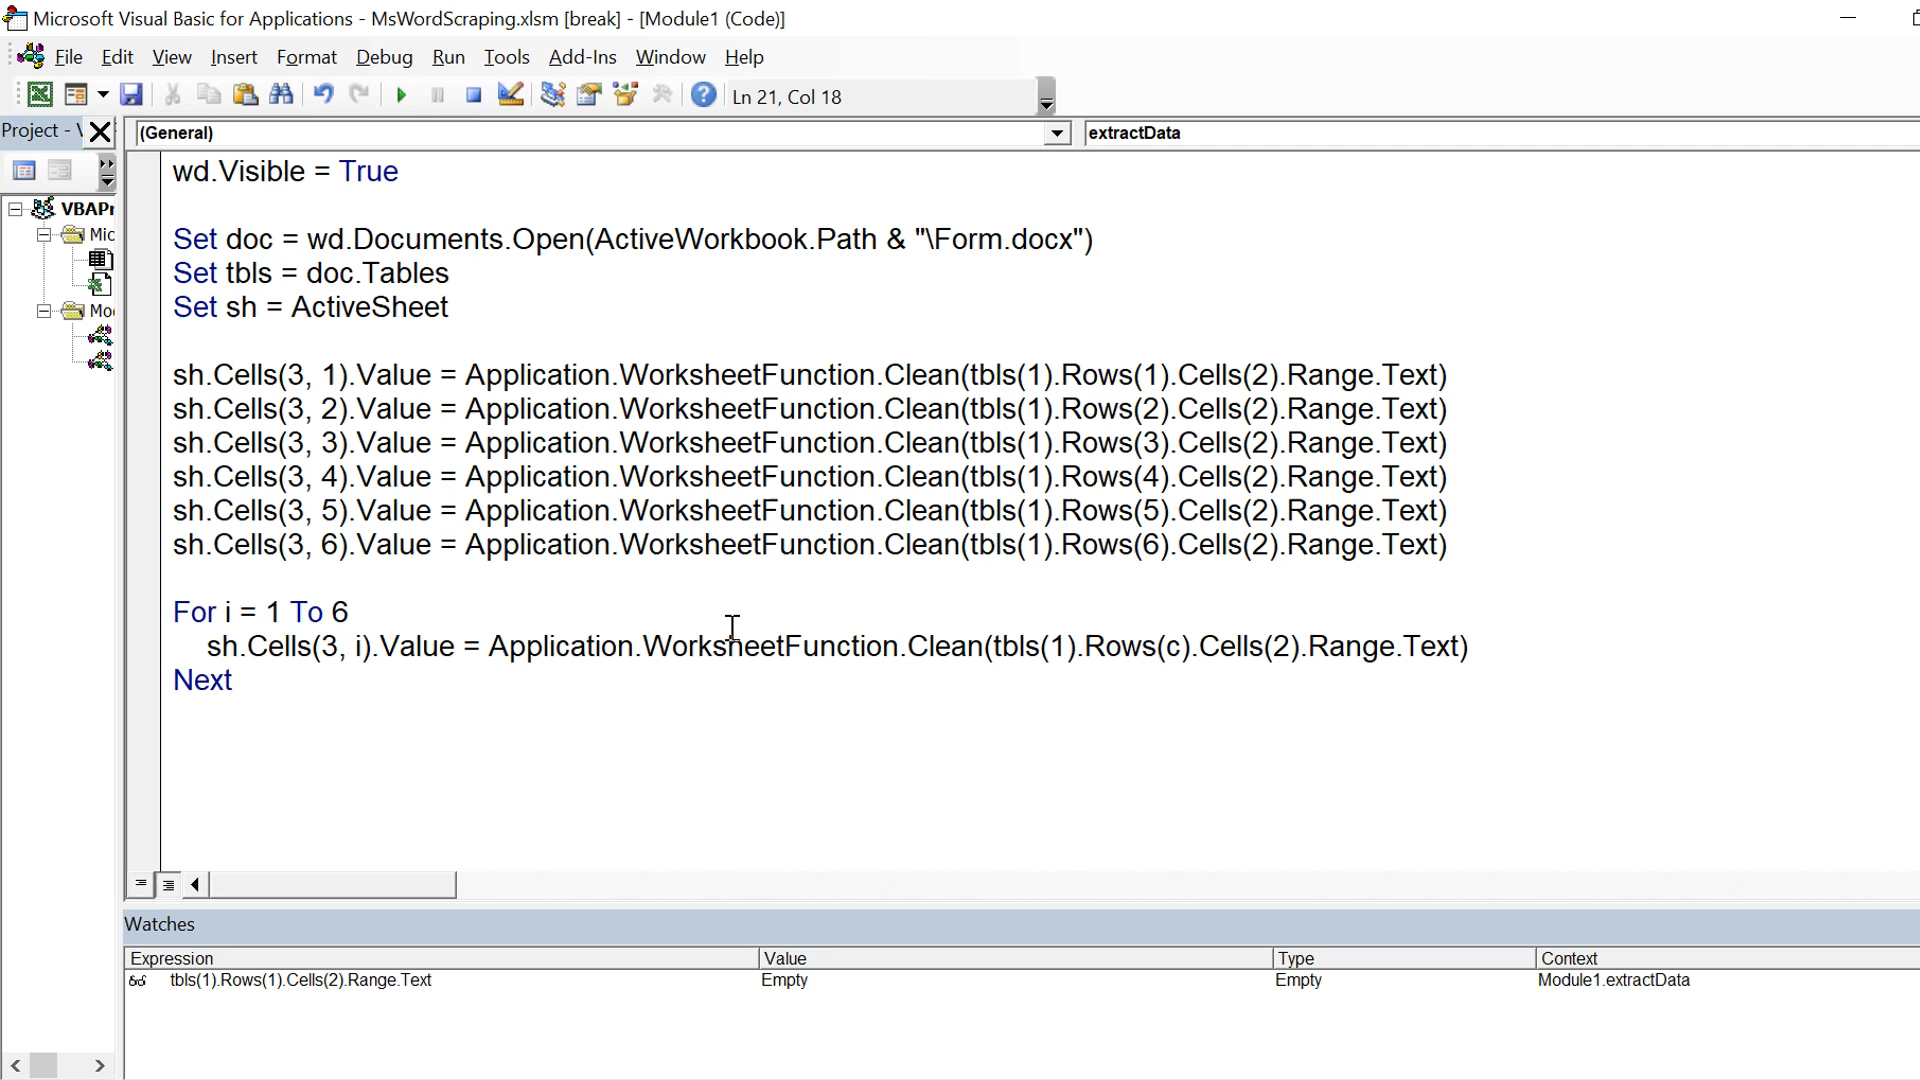 Microsoft Visual Basic for Applications - MsWordScraping.xlsm [break] - [Module1 (Code)]
File Edit View Insert Format Debug Run Tools Add-Ins Window Help
Ln 21, Col 18
Project - V
(General) extractData
VBAPr
Mic
Mo
wd.Visible = True
Set doc = wd.Documents.Open(ActiveWorkbook.Path & "\Form.docx")
Set tbls = doc.Tables
Set sh = ActiveSheet
sh.Cells(3, 1).Value = Application.WorksheetFunction.Clean(tbls(1).Rows(1).Cells(2).Range.Text)
sh.Cells(3, 2).Value = Application.WorksheetFunction.Clean(tbls(1).Rows(2).Cells(2).Range.Text)
sh.Cells(3, 3).Value = Application.WorksheetFunction.Clean(tbls(1).Rows(3).Cells(2).Range.Text)
sh.Cells(3, 4).Value = Application.WorksheetFunction.Clean(tbls(1).Rows(4).Cells(2).Range.Text)
sh.Cells(3, 5).Value = Application.WorksheetFunction.Clean(tbls(1).Rows(5).Cells(2).Range.Text)
sh.Cells(3, 6).Value = Application.WorksheetFunction.Clean(tbls(1).Rows(6).Cells(2).Range.Text)
For i = 1 To 6
sh.Cells(3, i).Value = Application.WorksheetFunction.Clean(tbls(1).Rows(c).Cells(2).Range.Text)
Next
Watches
Expression Value Type Context
tbls(1).Rows(1).Cells(2).Range.Text Empty Empty Module1.extractData